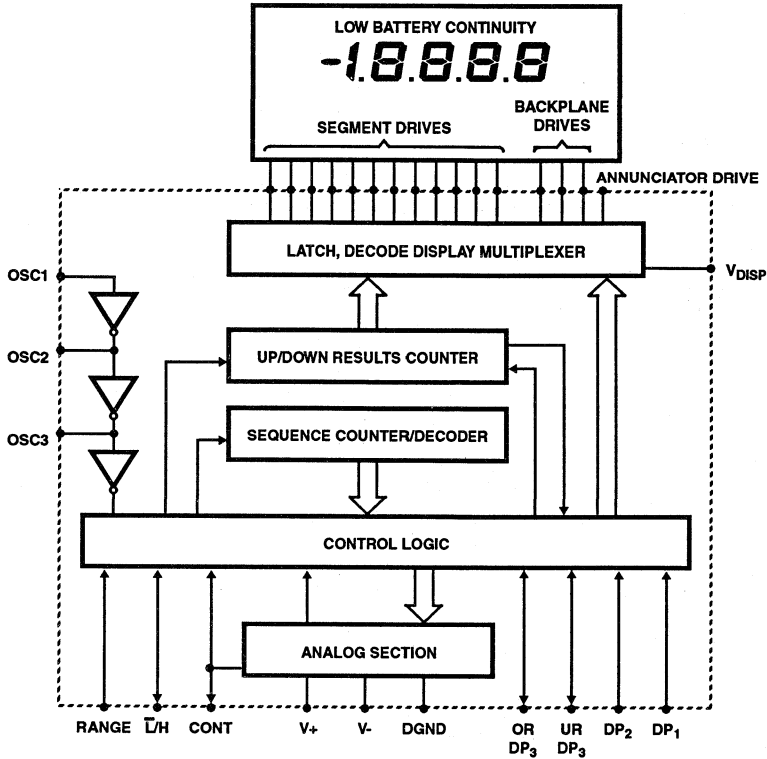 LOW BATTERY CONTINUITY
-1.8.8.8.8
SEGMENT DRIVES
BACKPLANE
DRIVES
ANNUNCIATOR DRIVE
LATCH, DECODE DISPLAY MULTIPLEXER
VDISP
OSC1
OSC2
OSC3
UP/DOWN RESULTS COUNTER
SEQUENCE COUNTER/DECODER
CONTROL LOGIC
ANALOG SECTION
RANGE
L̅/H
CONT
V+
V-
DGND
OR
DP3
UR
DP3
DP2
DP1